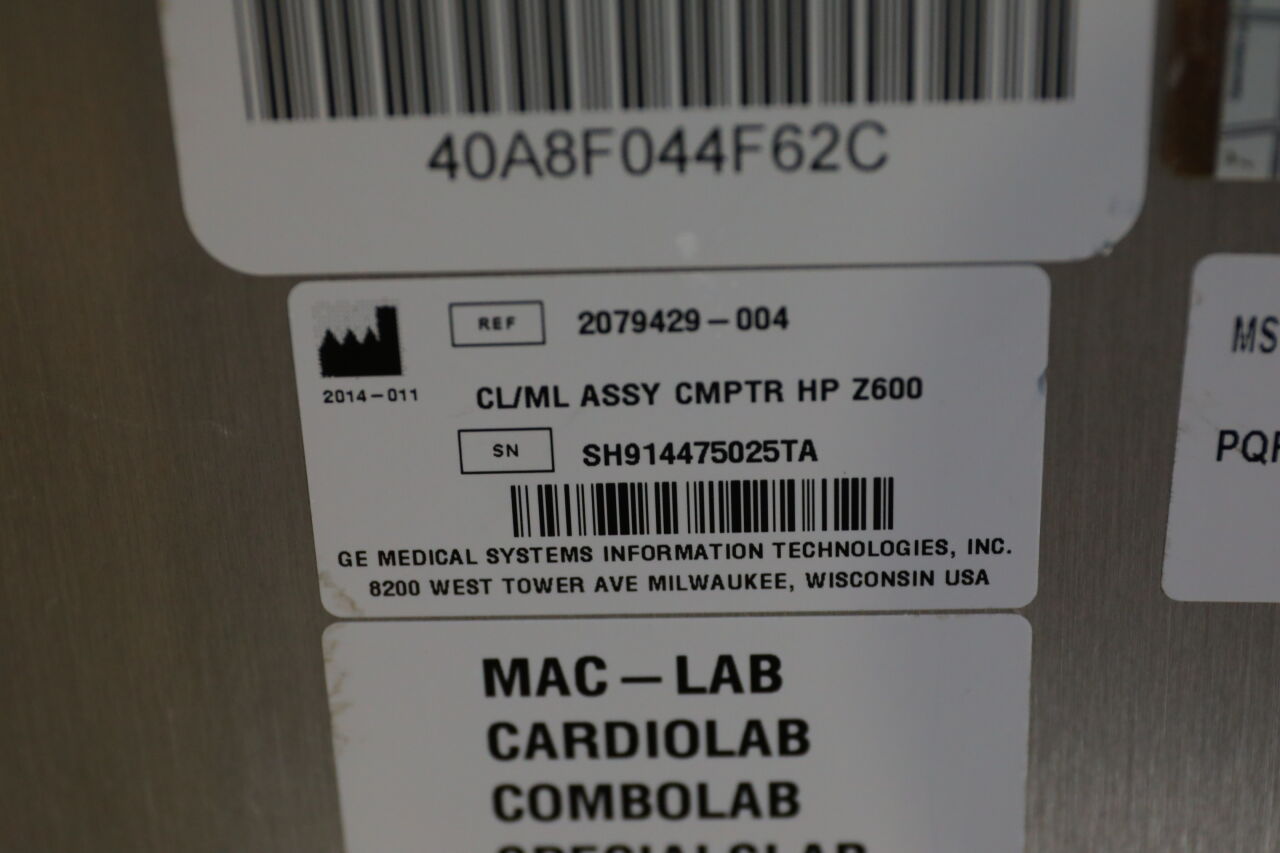 40A8F044F62C
REF 2079429-004
2014-011
CL/ML ASSY CMPTR HP Z600
SN SH914475025TA
GE MEDICAL SYSTEMS INFORMATION TECHNOLOGIES, INC.
8200 WEST TOWER AVE MILWAUKEE, WISCONSIN USA
MS
PQ
MAC-LAB
CARDIOLAB
COMBOLAB